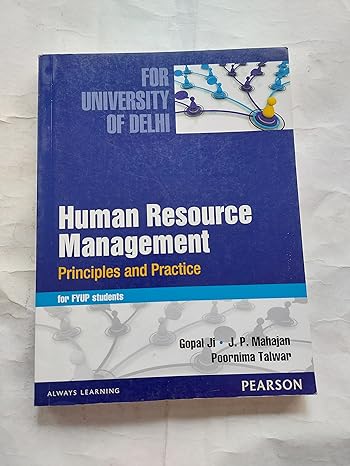 FOR
UNIVERSITY
OF DELHI
Human Resource
Management
Principles and Practice
for FYUP students
Gopal Ji • J. P. Mahajan
Poornima Talwar
ALWAYS LEARNING
PEARSON